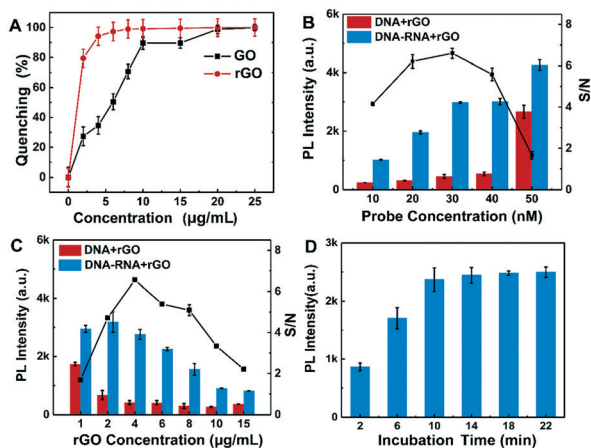 A
GO
rGO
Quenching (%)
100
80
60
40
20
0
0 5 10 15 20 25
Concentration (µg/mL)
B
DNA+rGO
DNA-RNA+rGO
PL Intensity (a.u.)
6k
4k
2k
0
8
6
4
2
0
S/N
10 20 30 40 50
Probe Concentration (nM)
C
DNA+rGO
DNA-RNA+rGO
PL Intensity (a.u.)
6k
4k
2k
0
8
6
4
2
0
S/N
1 2 4 6 8 10 15
rGO Concentration (µg/mL)
D
PL Intensity(a.u.)
3k
2k
1k
0
2 6 10 14 18 22
Incubation Time (min)